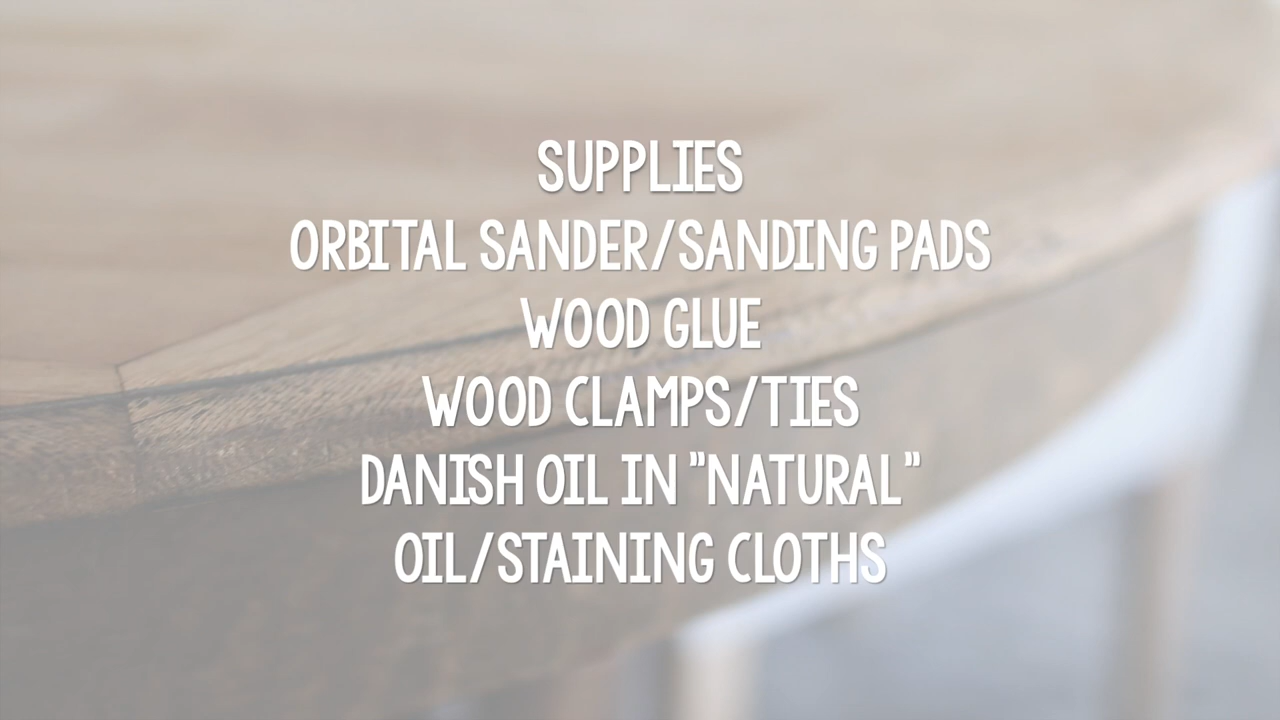 SUPPLIES
ORBITAL SANDER/SANDING PADS
WOOD GLUE
WOOD CLAMPS/TIES
DANISH OIL IN "NATURAL"
OIL/STAINING CLOTHS